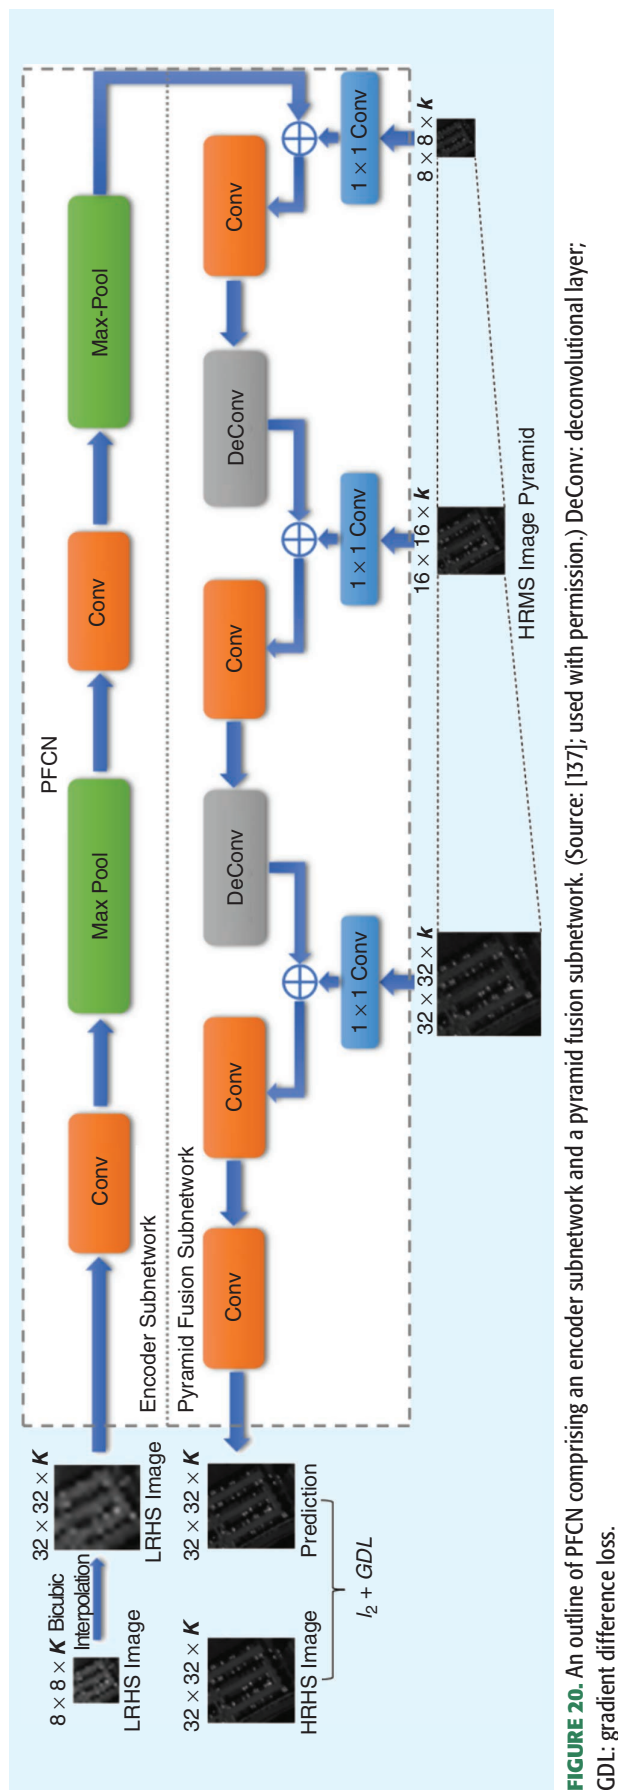 8 × 8 × K Bicubic
Interpolation
LRHS Image
32 × 32 × K
LRHS Image
PFCN
Conv
Max Pool
Conv
Max-Pool
Encoder Subnetwork
Pyramid Fusion Subnetwork
32 × 32 × K
HRHS Image
32 × 32 × K
Prediction
l2 + GDL
Conv
Conv
DeConv
Conv
DeConv
Conv
1 × 1 Conv
1 × 1 Conv
1 × 1 Conv
32 × 32 × k
16 × 16 × k
8 × 8 × k
HRMS Image Pyramid
FIGURE 20. An outline of PFCN comprising an encoder subnetwork and a pyramid fusion subnetwork. (Source: [137]; used with permission.) DeConv: deconvolutional layer;
GDL: gradient difference loss.